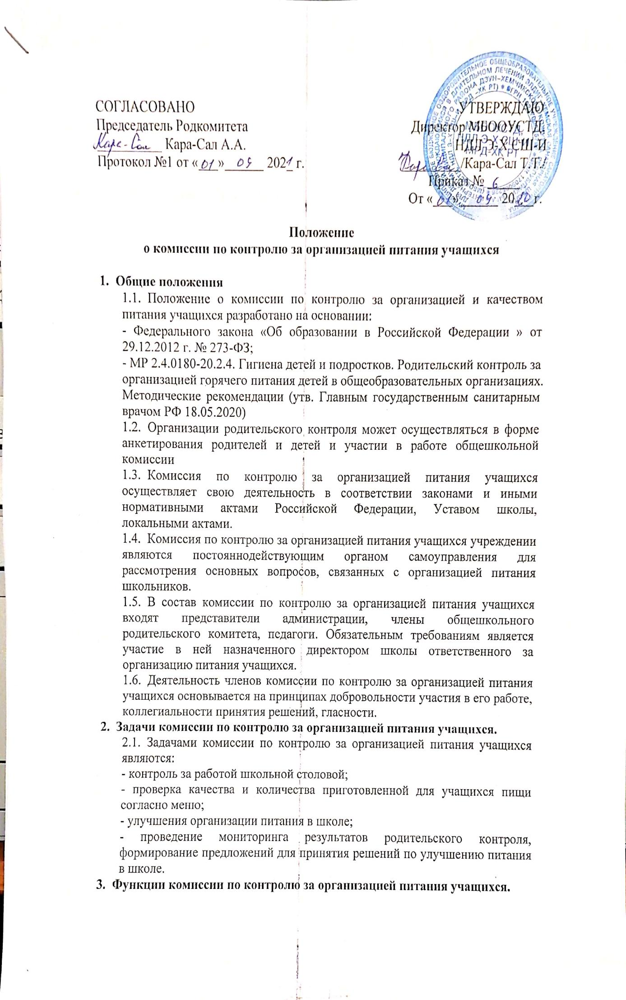 СОГЛАСОВАНО
Председатель Родкомитета
Кара-Сал Кара-Сал А.А.
Протокол №1 от «01» 09 2021 г.
УТВЕРЖДАЮ
Директор МБООУСТД
НДЛ Э-Х СШ-И
/Кара-Сал Т.Т./
Приказ № 6
От «01» 09 2020 г.
Положение
о комиссии по контролю за организацией питания учащихся
1. Общие положения
1.1. Положение о комиссии по контролю за организацией и качеством
питания учащихся разработано на основании:
- Федерального закона «Об образовании в Российской Федерации » от
29.12.2012 г. № 273-ФЗ;
- МР 2.4.0180-20.2.4. Гигиена детей и подростков. Родительский контроль за
организацией горячего питания детей в общеобразовательных организациях.
Методические рекомендации (утв. Главным государственным санитарным
врачом РФ 18.05.2020)
1.2. Организации родительского контроля может осуществляться в форме
анкетирования родителей и детей и участии в работе общешкольной
комиссии
1.3. Комиссия по контролю за организацией питания учащихся
осуществляет свою деятельность в соответствии законами и иными
нормативными актами Российской Федерации, Уставом школы,
локальными актами.
1.4. Комиссия по контролю за организацией питания учащихся учреждении
являются постояннодействующим органом самоуправления для
рассмотрения основных вопросов, связанных с организацией питания
школьников.
1.5. В состав комиссии по контролю за организацией питания учащихся
входят представители администрации, члены общешкольного
родительского комитета, педагоги. Обязательным требованиям является
участие в ней назначенного директором школы ответственного за
организацию питания учащихся.
1.6. Деятельность членов комиссии по контролю за организацией питания
учащихся основывается на принципах добровольности участия в его работе,
коллегиальности принятия решений, гласности.
2. Задачи комиссии по контролю за организацией питания учащихся.
2.1. Задачами комиссии по контролю за организацией питания учащихся
являются:
- контроль за работой школьной столовой;
- проверка качества и количества приготовленной для учащихся пищи
согласно меню;
- улучшения организации питания в школе;
- проведение мониторинга результатов родительского контроля,
формирование предложений для принятия решений по улучшению питания
в школе.
3. Функции комиссии по контролю за организацией питания учащихся.